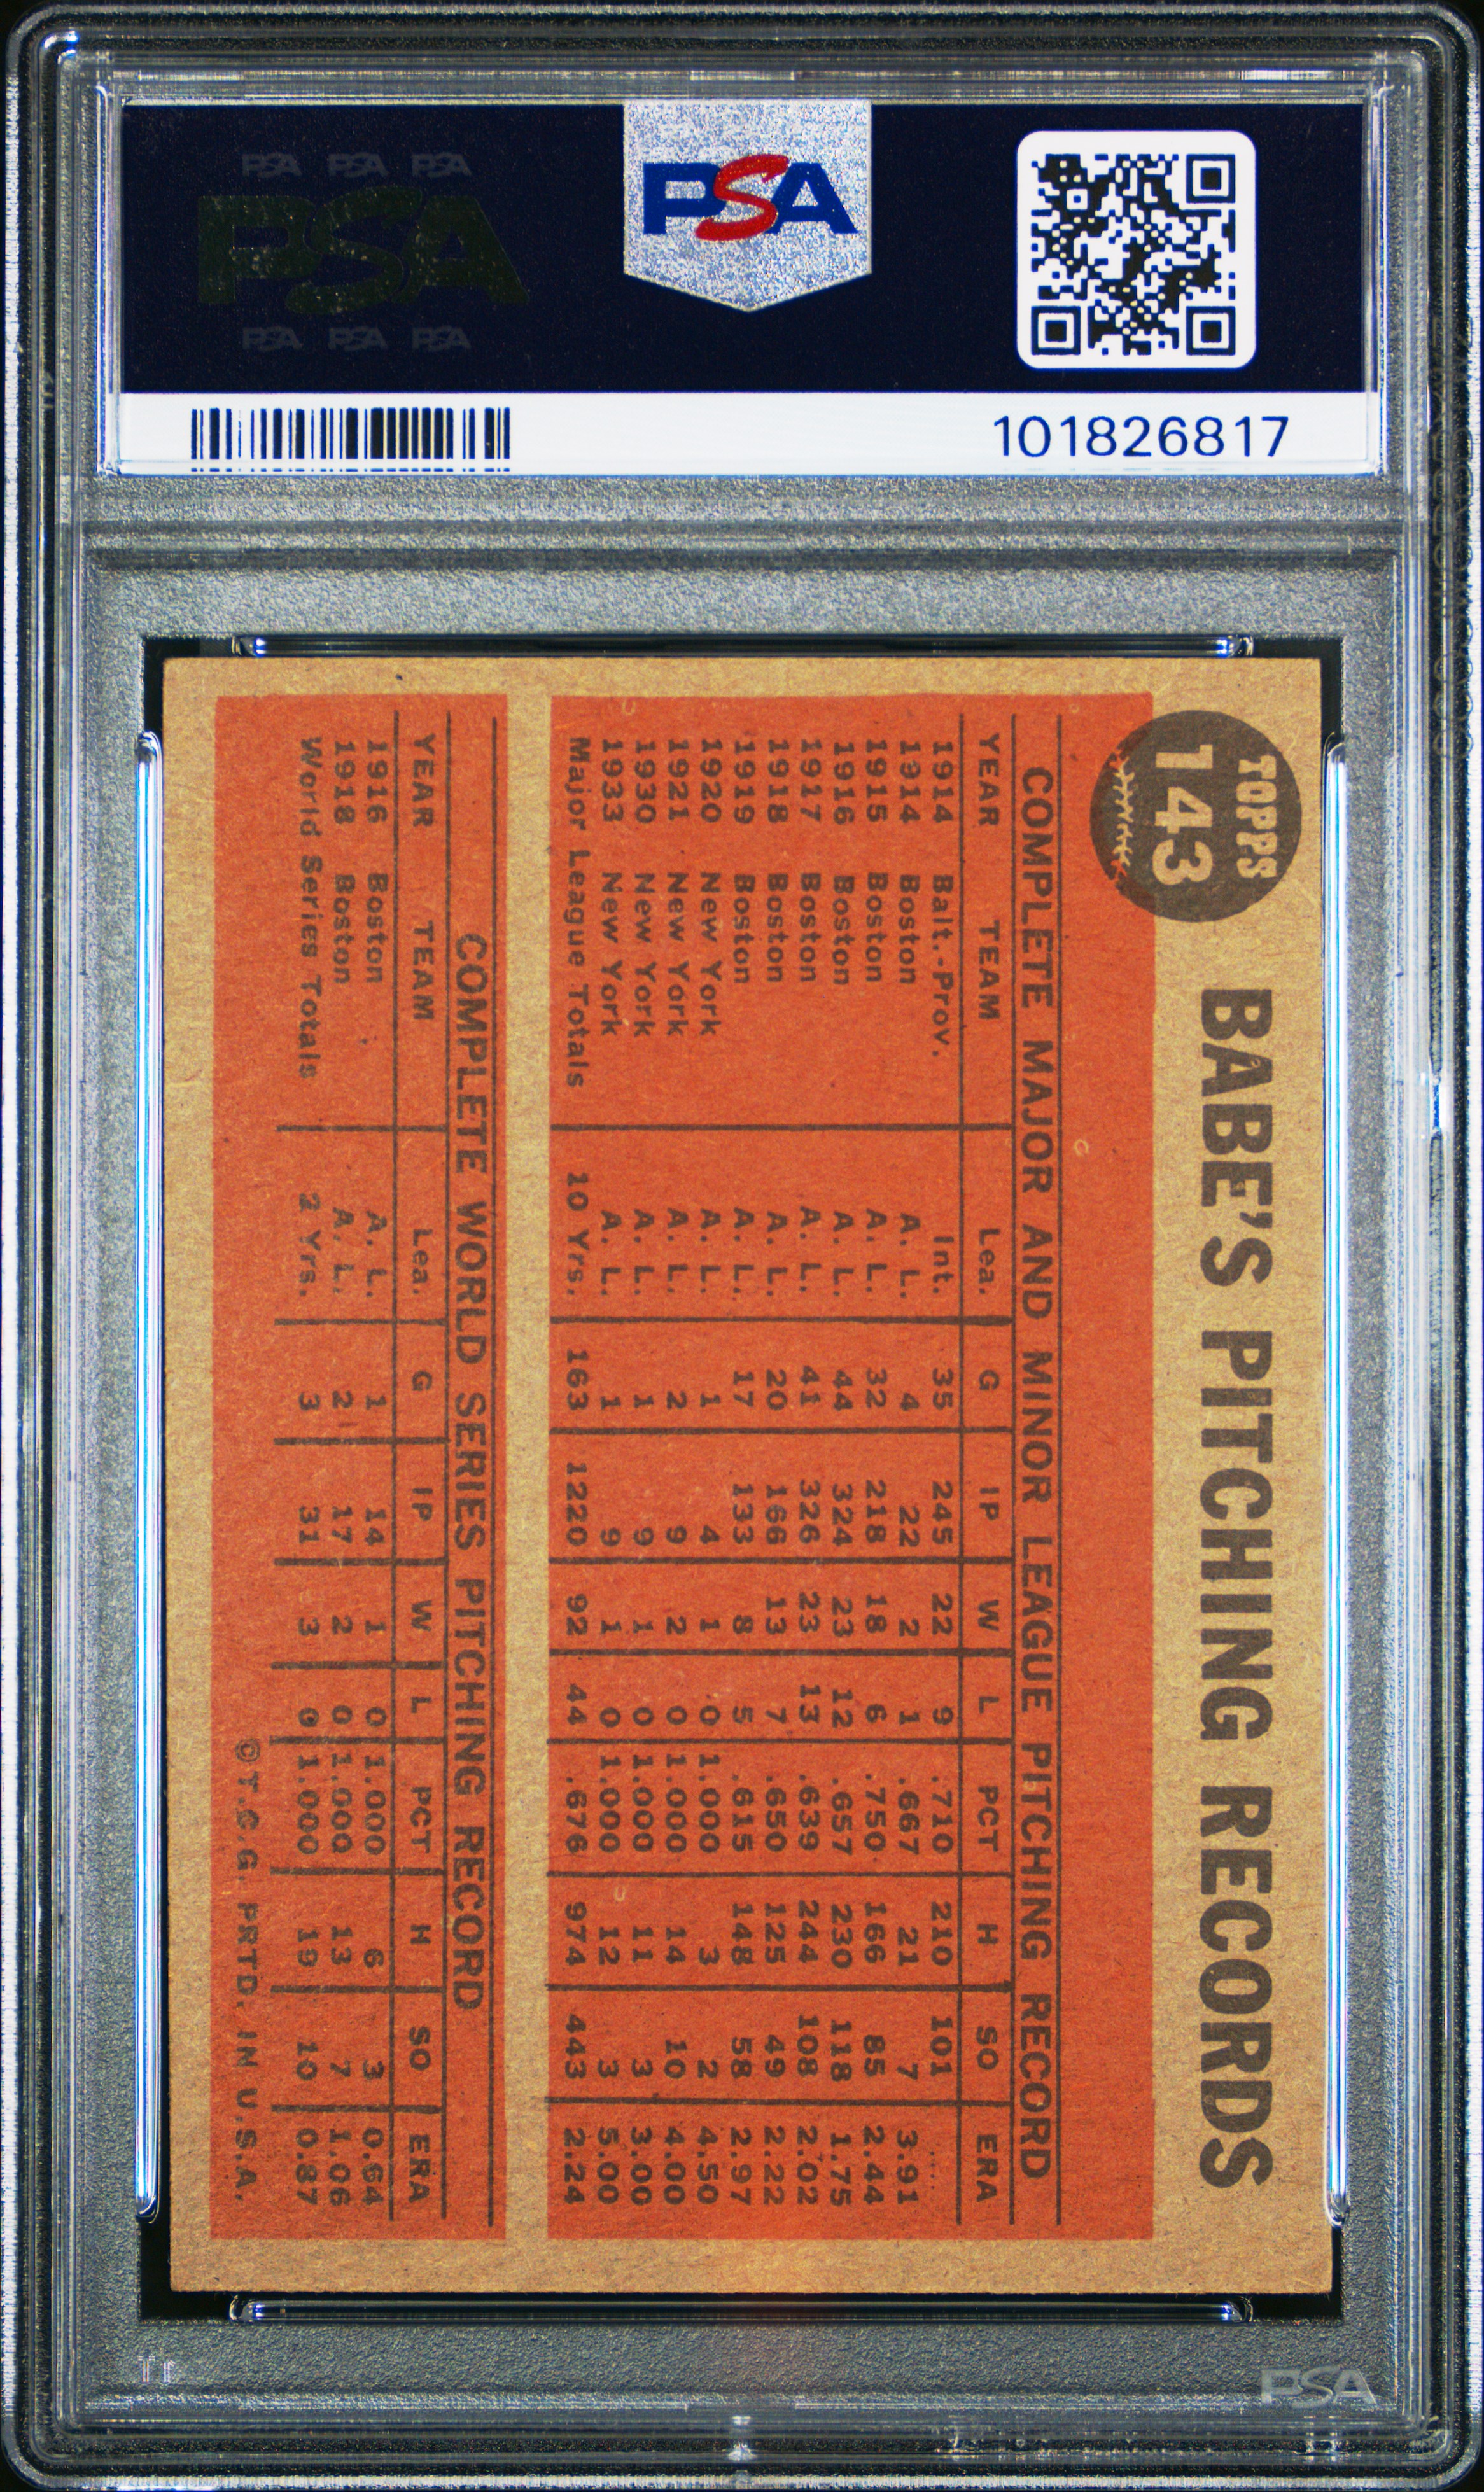 PSA PSA PSA
PSA
PSA PSA PSA
PSA
101826817
TOPPS
143
BABE'S PITCHING RECORDS
COMPLETE MAJOR AND MINOR LEAGUE PITCHING RECORD
YEAR TEAM Lea. G IP W L PCT H SO ERA
1914 Balt.-Prov. Int. 35 245 22 9 .710 210 101 ....
1914 Boston A. L. 4 22 2 1 .667 21 7 3.91
1915 Boston A. L. 32 218 18 6 .750 166 85 2.44
1916 Boston A. L. 44 324 23 12 .657 230 118 1.75
1917 Boston A. L. 41 326 23 13 .639 244 108 2.02
1918 Boston A. L. 20 166 13 7 .650 125 49 2.22
1919 Boston A. L. 17 133 8 5 .615 148 58 2.97
1920 New York A. L. 1 4 1 0 1.000 3 2 4.50
1921 New York A. L. 2 9 2 0 1.000 14 10 4.00
1930 New York A. L. 1 9 1 0 1.000 11 3 3.00
1933 New York A. L. 1 9 1 0 1.000 12 3 5.00
Major League Totals 10 Yrs. 163 1220 92 44 .676 974 443 2.24
COMPLETE WORLD SERIES PITCHING RECORD
YEAR TEAM Lea. G IP W L PCT H SO ERA
1916 Boston A. L. 1 14 1 0 1.000 6 3 0.64
1918 Boston A. L. 2 17 2 0 1.000 13 7 1.06
World Series Totals 2 Yrs. 3 31 3 0 1.000 19 10 0.87
©T.C.G. PRTD. IN U.S.A.
PSA